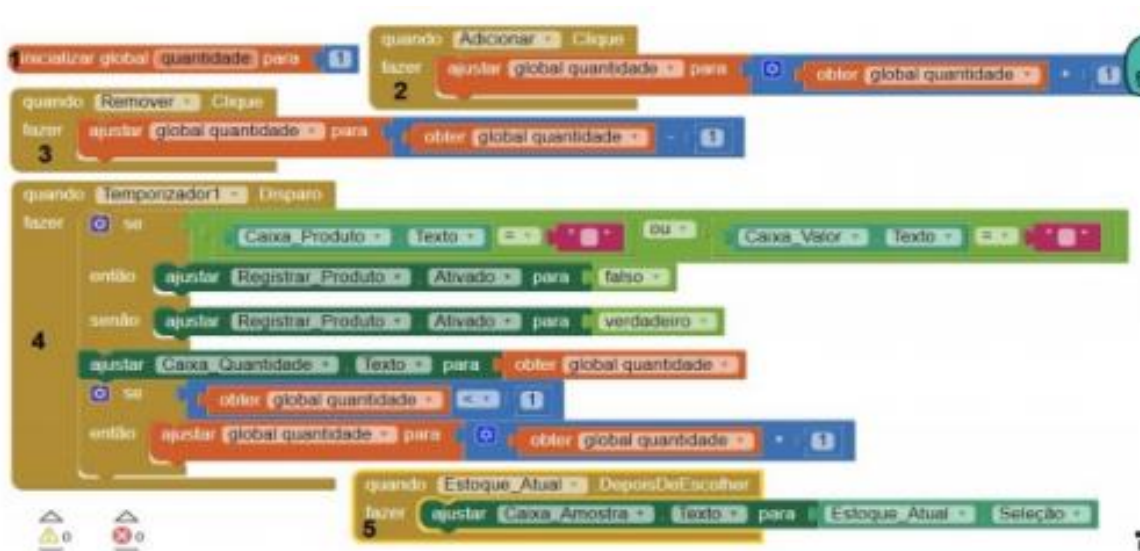 1 inicializar global quantidade para 1
quando Adicionar Clique
fazer ajustar global quantidade para obter global quantidade + 1
2
quando Remover Clique
fazer ajustar global quantidade para obter global quantidade - 1
3
quando Temporizador1 Disparo
fazer se Caixa_Produto Texto = " " ou Caixa_Valor Texto = " "
então ajustar Registrar_Produto Ativado para falso
senão ajustar Registrar_Produto Ativado para verdadeiro
4
ajustar Caixa_Quantidade Texto para obter global quantidade
se obter global quantidade < 1
então ajustar global quantidade para obter global quantidade + 1
quando Estoque_Atual DepoisDeEscolher
fazer ajustar Caixa_Amostra Texto para Estoque_Atual Seleção
5
0 0